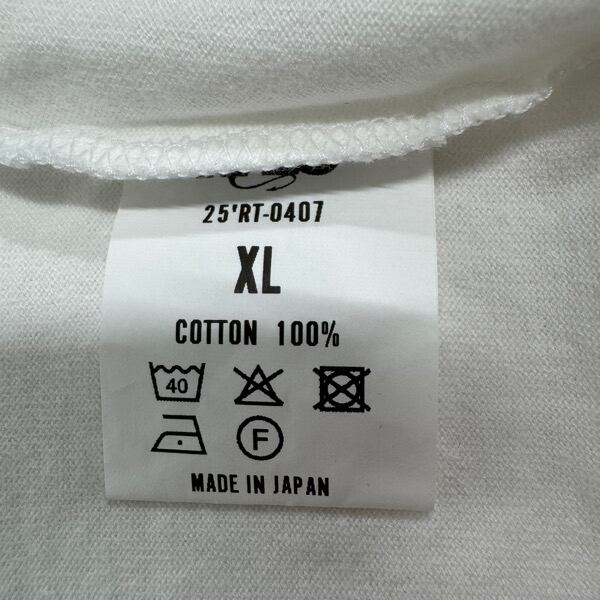 25'RT-0407
XL
COTTON 100%
40
F
MADE IN JAPAN